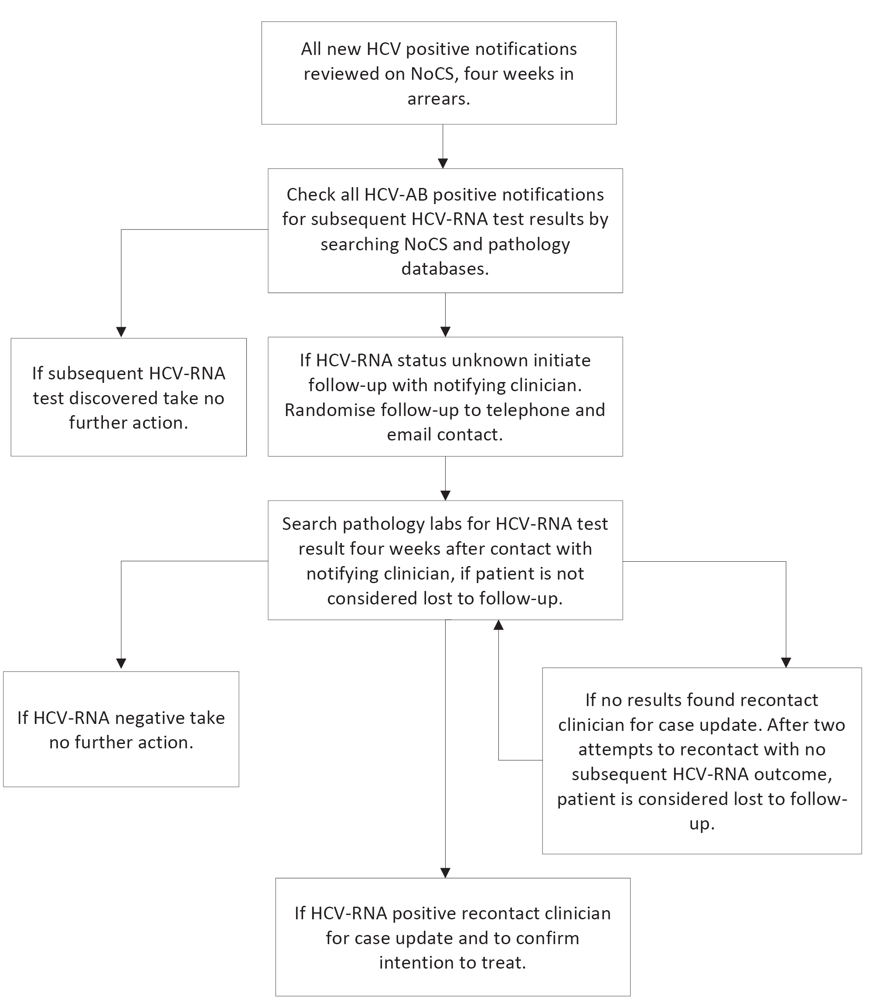 All new HCV positive notifications
reviewed on NoCS, four weeks in
arrears.
Check all HCV-AB positive notifications
for subsequent HCV-RNA test results by
searching NoCS and pathology
databases.
If subsequent HCV-RNA
test discovered take no
further action.
If HCV-RNA status unknown initiate
follow-up with notifying clinician.
Randomise follow-up to telephone and
email contact.
Search pathology labs for HCV-RNA test
result four weeks after contact with
notifying clinician, if patient is not
considered lost to follow-up.
If HCV-RNA negative take
no further action.
If no results found recontact
clinician for case update. After two
attempts to recontact with no
subsequent HCV-RNA outcome,
patient is considered lost to follow-
up.
If HCV-RNA positive recontact clinician
for case update and to confirm
intention to treat.